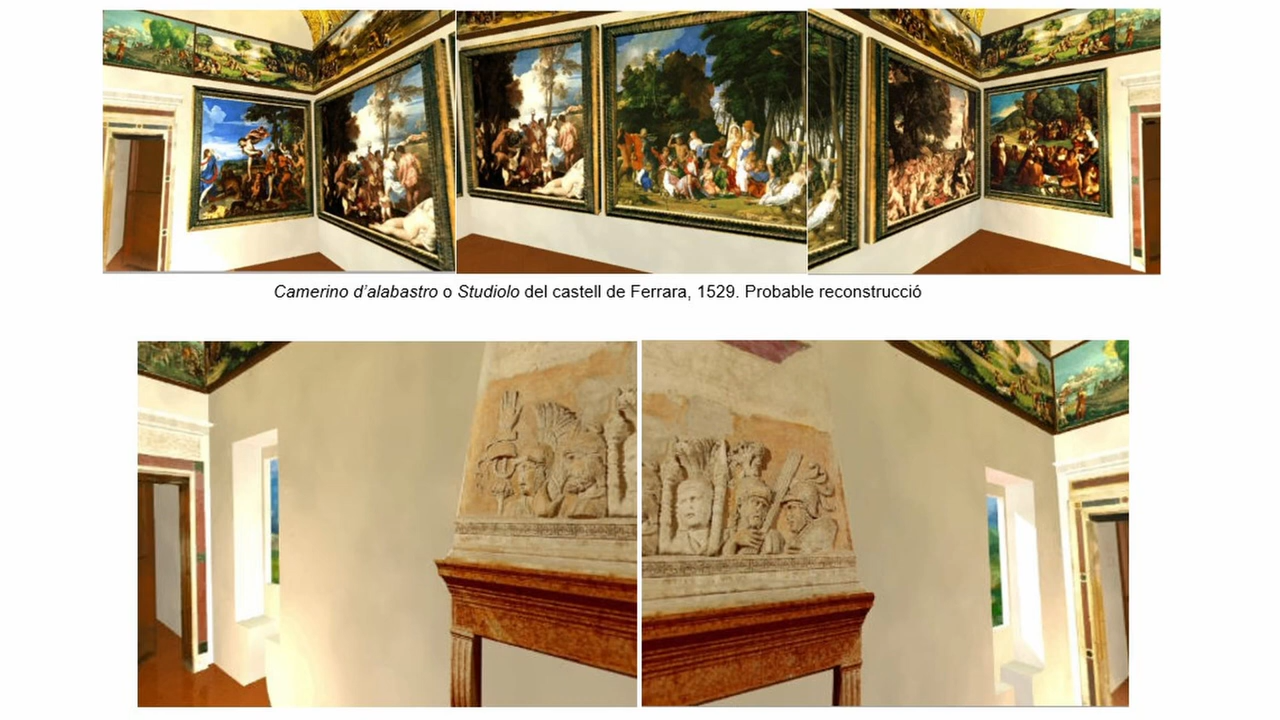 Camerino d’alabastro o Studiolo del castell de Ferrara, 1529. Probable reconstrucció